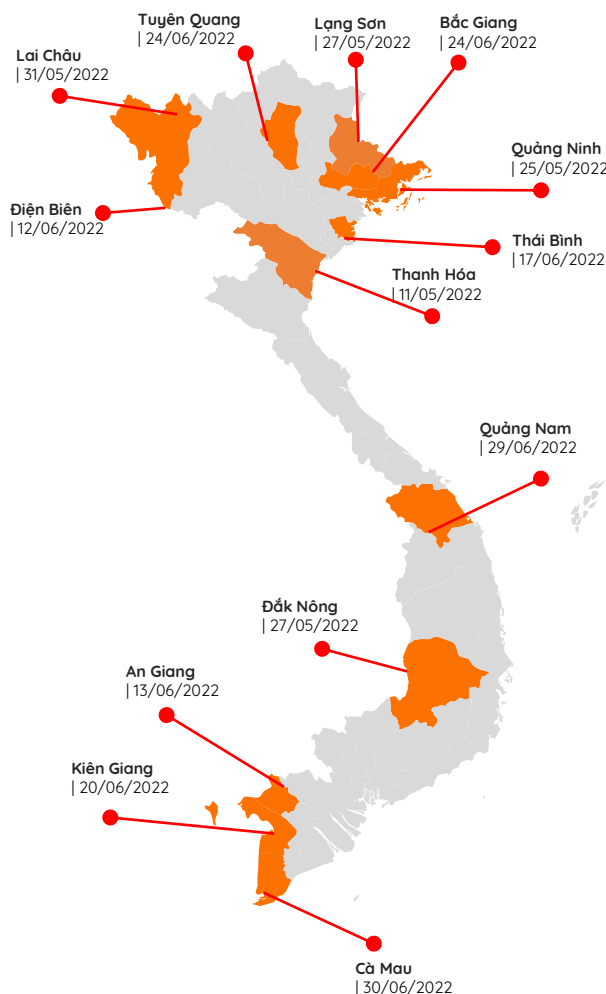 Tuyên Quang
| 24/06/2022
Lạng Sơn
| 27/05/2022
Bắc Giang
| 24/06/2022
Lai Châu
| 31/05/2022
Quảng Ninh
| 25/05/2022
Điện Biên
| 12/06/2022
Thái Bình
| 17/06/2022
Thanh Hóa
| 11/05/2022
Quảng Nam
| 29/06/2022
Đắk Nông
| 27/05/2022
An Giang
| 13/06/2022
Kiên Giang
| 20/06/2022
Cà Mau
| 30/06/2022